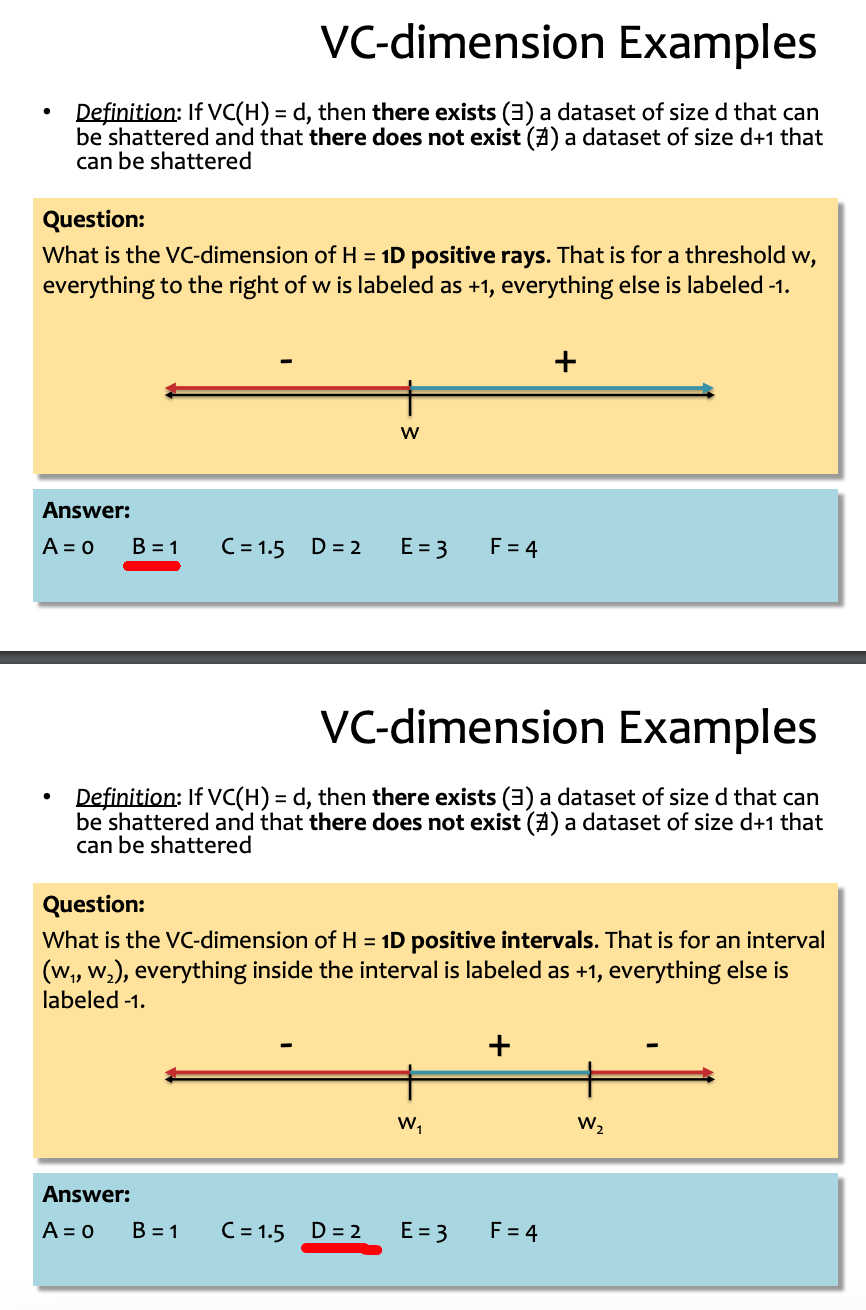 VC-dimension Examples
• Definition: If VC(H) = d, then there exists (∃) a dataset of size d that can
be shattered and that there does not exist (∄) a dataset of size d+1 that
can be shattered
Question:
What is the VC-dimension of H = 1D positive rays. That is for a threshold w,
everything to the right of w is labeled as +1, everything else is labeled -1.
- +
w
Answer:
A = 0 B = 1 C = 1.5 D = 2 E = 3 F = 4
VC-dimension Examples
• Definition: If VC(H) = d, then there exists (∃) a dataset of size d that can
be shattered and that there does not exist (∄) a dataset of size d+1 that
can be shattered
Question:
What is the VC-dimension of H = 1D positive intervals. That is for an interval
(w₁, w₂), everything inside the interval is labeled as +1, everything else is
labeled -1.
- + -
w₁ w₂
Answer:
A = 0 B = 1 C = 1.5 D = 2 E = 3 F = 4